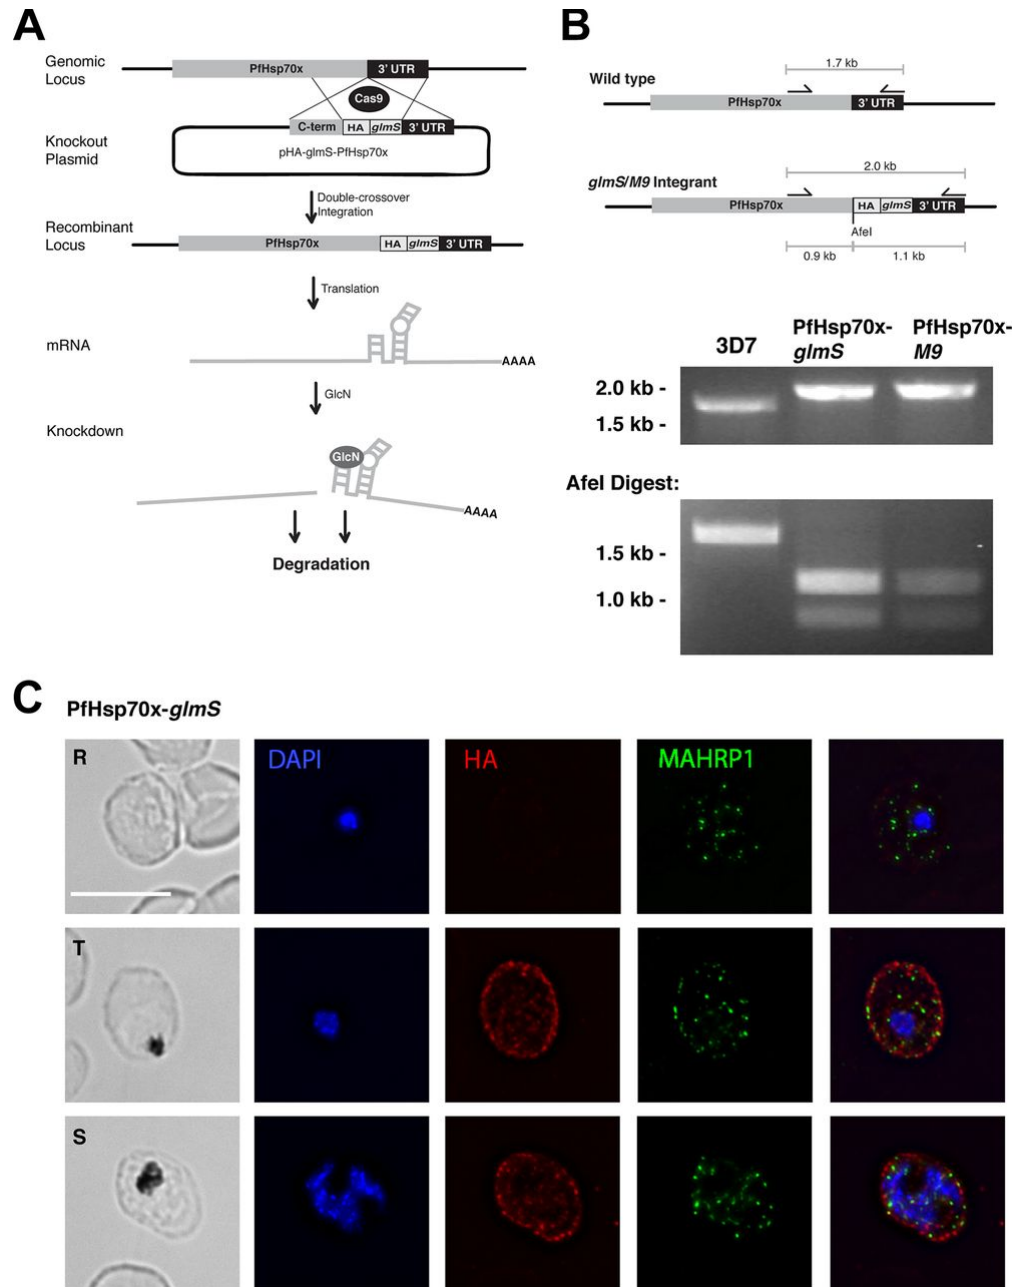 A
Genomic
Locus
PfHsp70x
3' UTR
Cas9
C-term
HA
glmS
3' UTR
Knockout
Plasmid
pHA-glmS-PfHsp70x
Double-crossover
Integration
Recombinant
Locus
PfHsp70x
HA
glmS
3' UTR
Translation
mRNA
AAAA
GlcN
Knockdown
GlcN
AAAA
Degradation
B
1.7 kb
Wild type
PfHsp70x
3' UTR
2.0 kb
glmS/M9 Integrant
PfHsp70x
HA
glmS
3' UTR
AfeI
0.9 kb
1.1 kb
3D7
PfHsp70x-
glmS
PfHsp70x-
M9
2.0 kb -
1.5 kb -
AfeI Digest:
1.5 kb -
1.0 kb -
C
PfHsp70x-glmS
R
DAPI
HA
MAHRP1
T
S